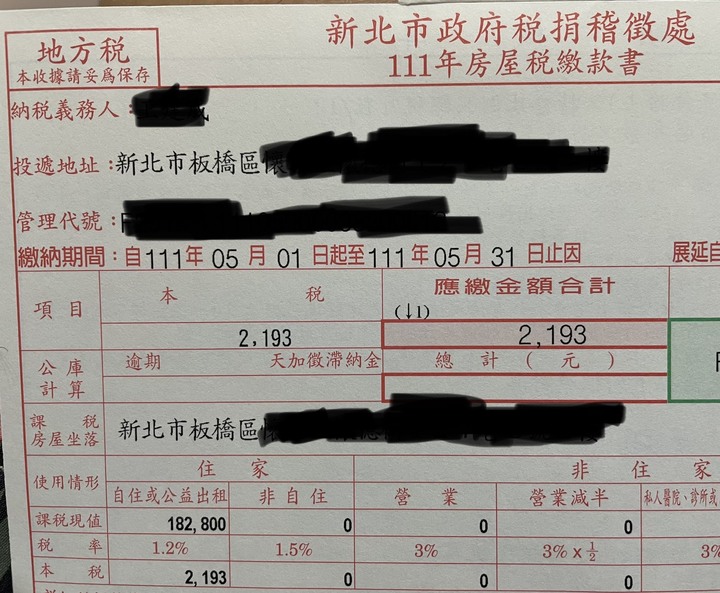 地方稅
本收據請妥為保存
新北市政府稅捐稽徵處
111年房屋稅繳款書
納稅義務人：
投遞地址：新北市板橋區懷
管理代號：
繳納期間：自111年 05 月 01 日起至111 年05月 31 日止因 展延自
項目 本 稅 應繳金額合計
(↓1)
2,193 2,193
公庫計算 逾期 天加徵滯納金 總計(元)
課稅房屋坐落 新北市板橋區
使用情形 住家 非住家
自住或公益出租 非自住 營業 營業減半 私人醫院、診所或
課稅現值 182,800 0 0 0
稅率 1.2% 1.5% 3% 3% x ½ 3%
本稅 2,193 0 0 0